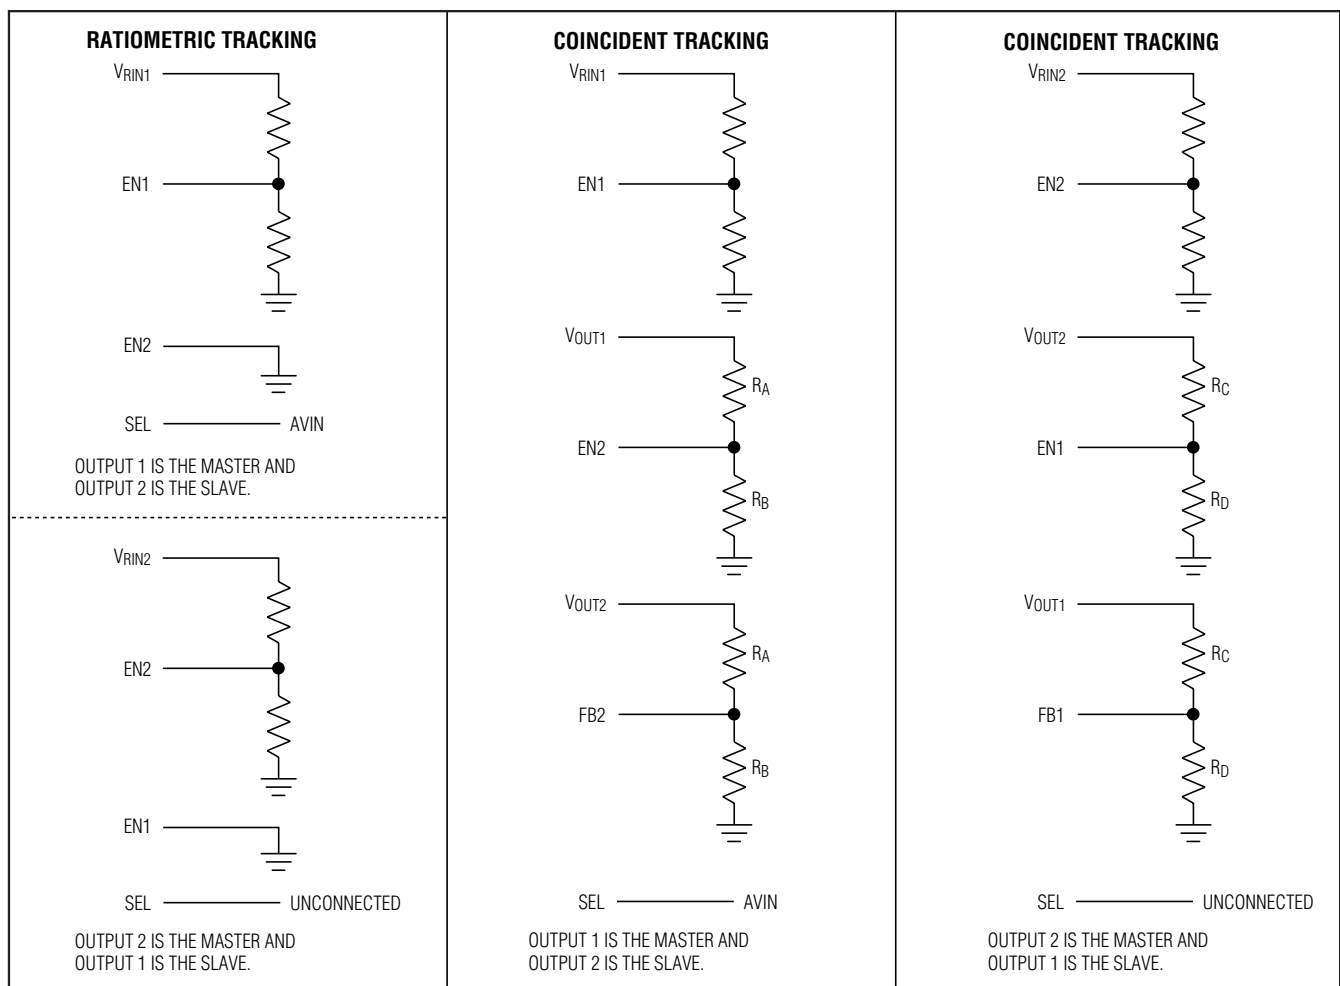 RATIOMETRIC TRACKING
VRIN1
EN1
EN2
SEL AVIN
OUTPUT 1 IS THE MASTER AND
OUTPUT 2 IS THE SLAVE.
VRIN2
EN2
EN1
SEL UNCONNECTED
OUTPUT 2 IS THE MASTER AND
OUTPUT 1 IS THE SLAVE.
COINCIDENT TRACKING
VRIN1
EN1
VOUT1
RA
EN2
RB
VOUT2
RA
FB2
RB
SEL AVIN
OUTPUT 1 IS THE MASTER AND
OUTPUT 2 IS THE SLAVE.
COINCIDENT TRACKING
VRIN2
EN2
VOUT2
RC
EN1
RD
VOUT1
RC
FB1
RD
SEL UNCONNECTED
OUTPUT 2 IS THE MASTER AND
OUTPUT 1 IS THE SLAVE.